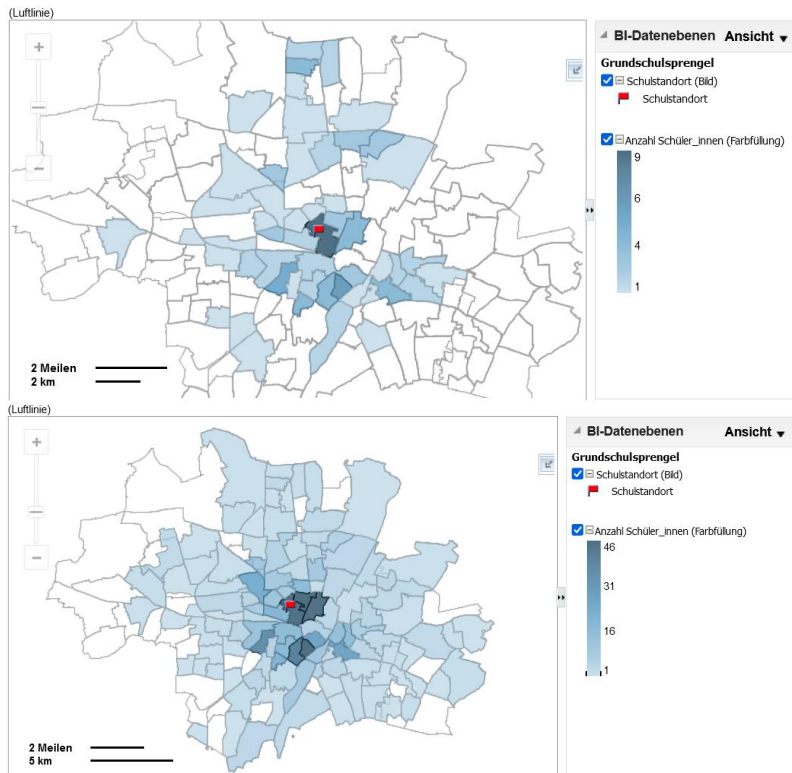 (Luftlinie)
BI-Datenebenen Ansicht
Grundschulsprengel
Schulstandort (Bild)
Schulstandort
Anzahl Schüler_innen (Farbfüllung)
9
6
4
1
2 Meilen
2 km
(Luftlinie)
BI-Datenebenen Ansicht
Grundschulsprengel
Schulstandort (Bild)
Schulstandort
Anzahl Schüler_innen (Farbfüllung)
46
31
16
1
2 Meilen
5 km